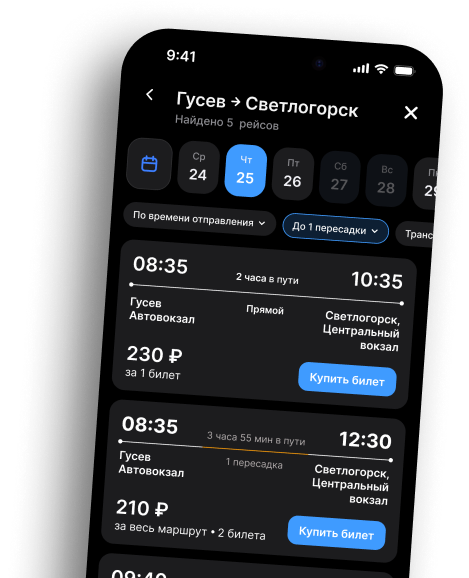 9:41
Гусев → Светлогорск
Найдено 5 рейсов
Ср Чт Пт Сб Вс
24 25 26 27 28 29
По времени отправления До 1 пересадки Транс
08:35 2 часа в пути 10:35
Гусев Автовокзал
Прямой
Светлогорск, Центральный вокзал
230 ₽
за 1 билет
Купить билет
08:35 3 часа 55 мин в пути 12:30
Гусев Автовокзал
1 пересадка
Светлогорск, Центральный вокзал
210 ₽
за весь маршрут • 2 билета
Купить билет
09:40